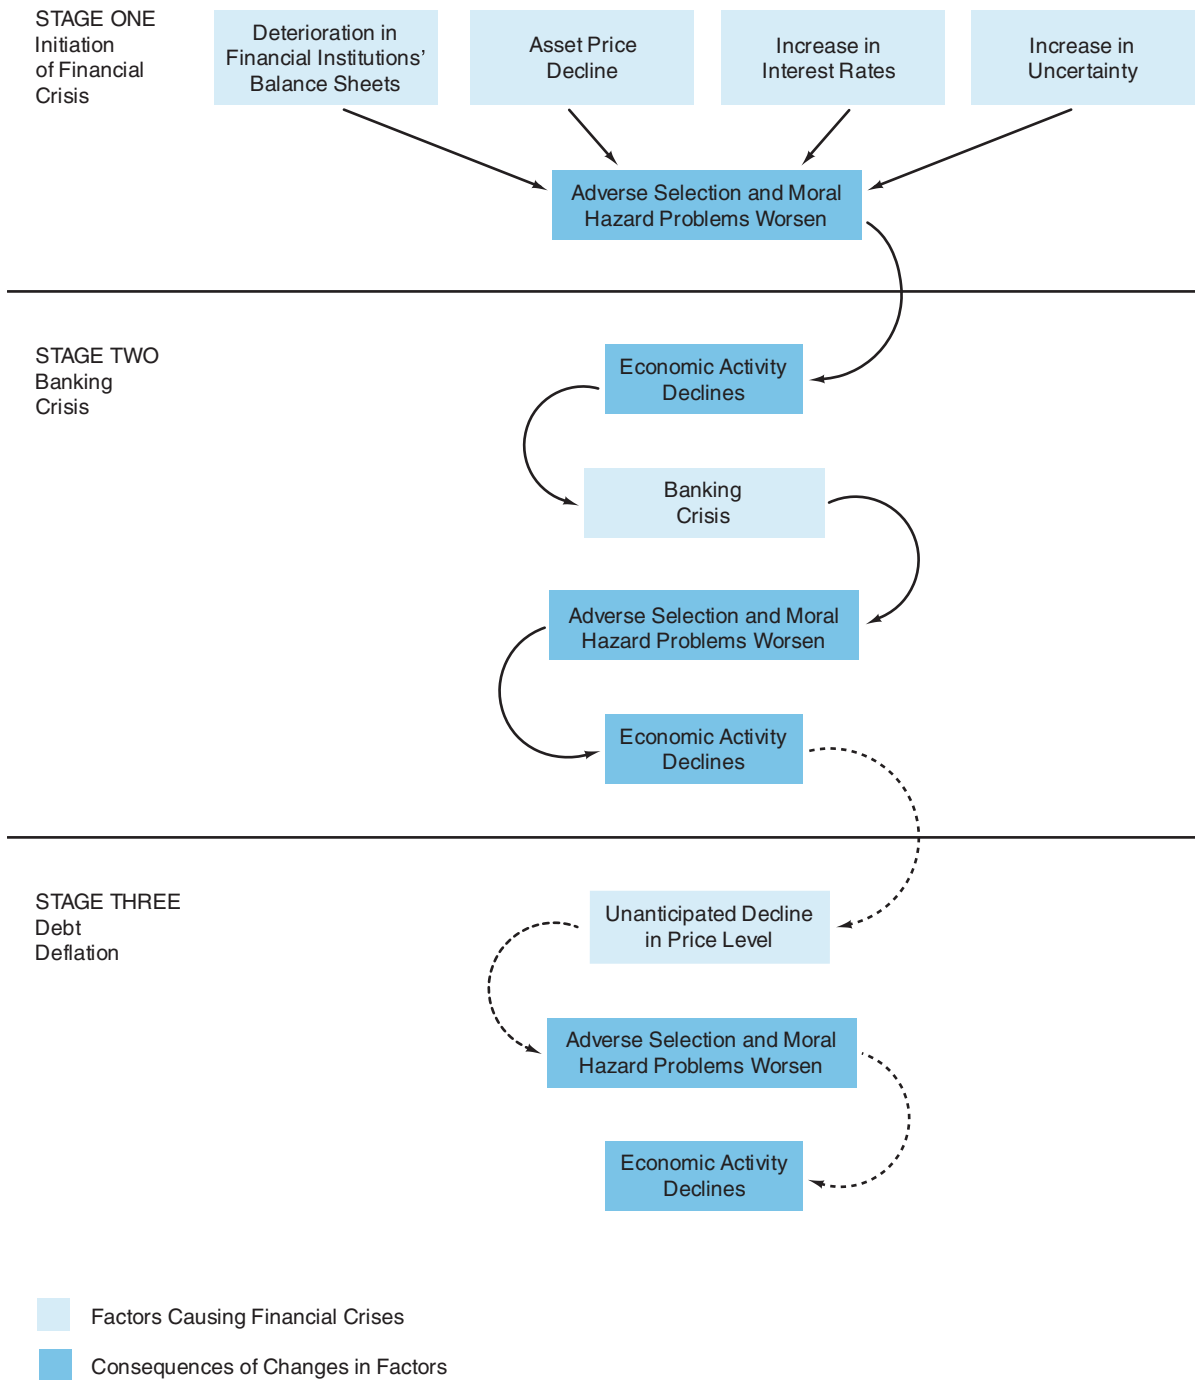 STAGE ONE
Initiation
of Financial
Crisis
Deterioration in
Financial Institutions’
Balance Sheets
Asset Price
Decline
Increase in
Interest Rates
Increase in
Uncertainty
Adverse Selection and Moral
Hazard Problems Worsen
STAGE TWO
Banking
Crisis
Economic Activity
Declines
Banking
Crisis
Adverse Selection and Moral
Hazard Problems Worsen
Economic Activity
Declines
STAGE THREE
Debt
Deflation
Unanticipated Decline
in Price Level
Adverse Selection and Moral
Hazard Problems Worsen
Economic Activity
Declines
Factors Causing Financial Crises
Consequences of Changes in Factors